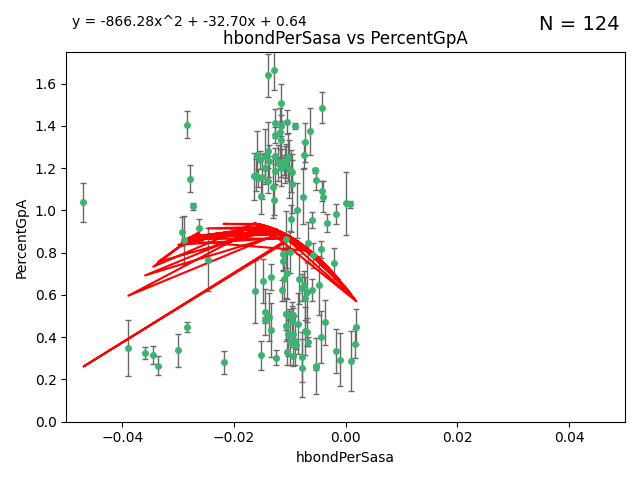 y = -866.28x^2 + -32.70x + 0.64
N = 124
hbondPerSasa vs PercentGpA
PercentGpA
1.6
1.4
1.2
1.0
0.8
0.6
0.4
0.2
0.0
−0.04 −0.02 0.00 0.02 0.04
hbondPerSasa